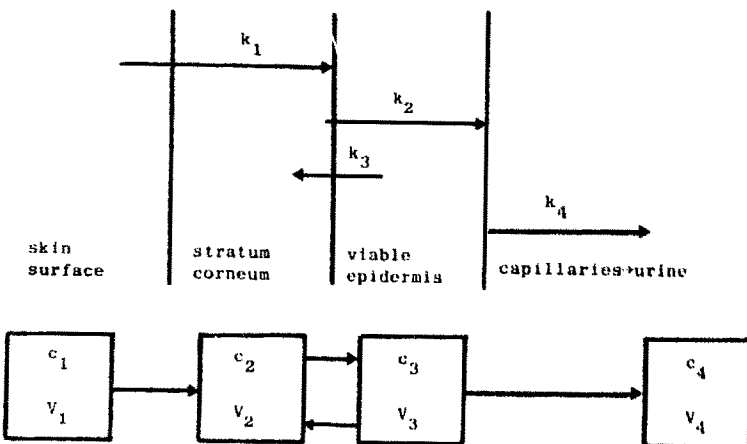 k1
k2
k3
k4
skin surface
stratum corneum
viable epidermis
capillaries→urine
c1
V1
c2
V2
c3
V3
c4
V4